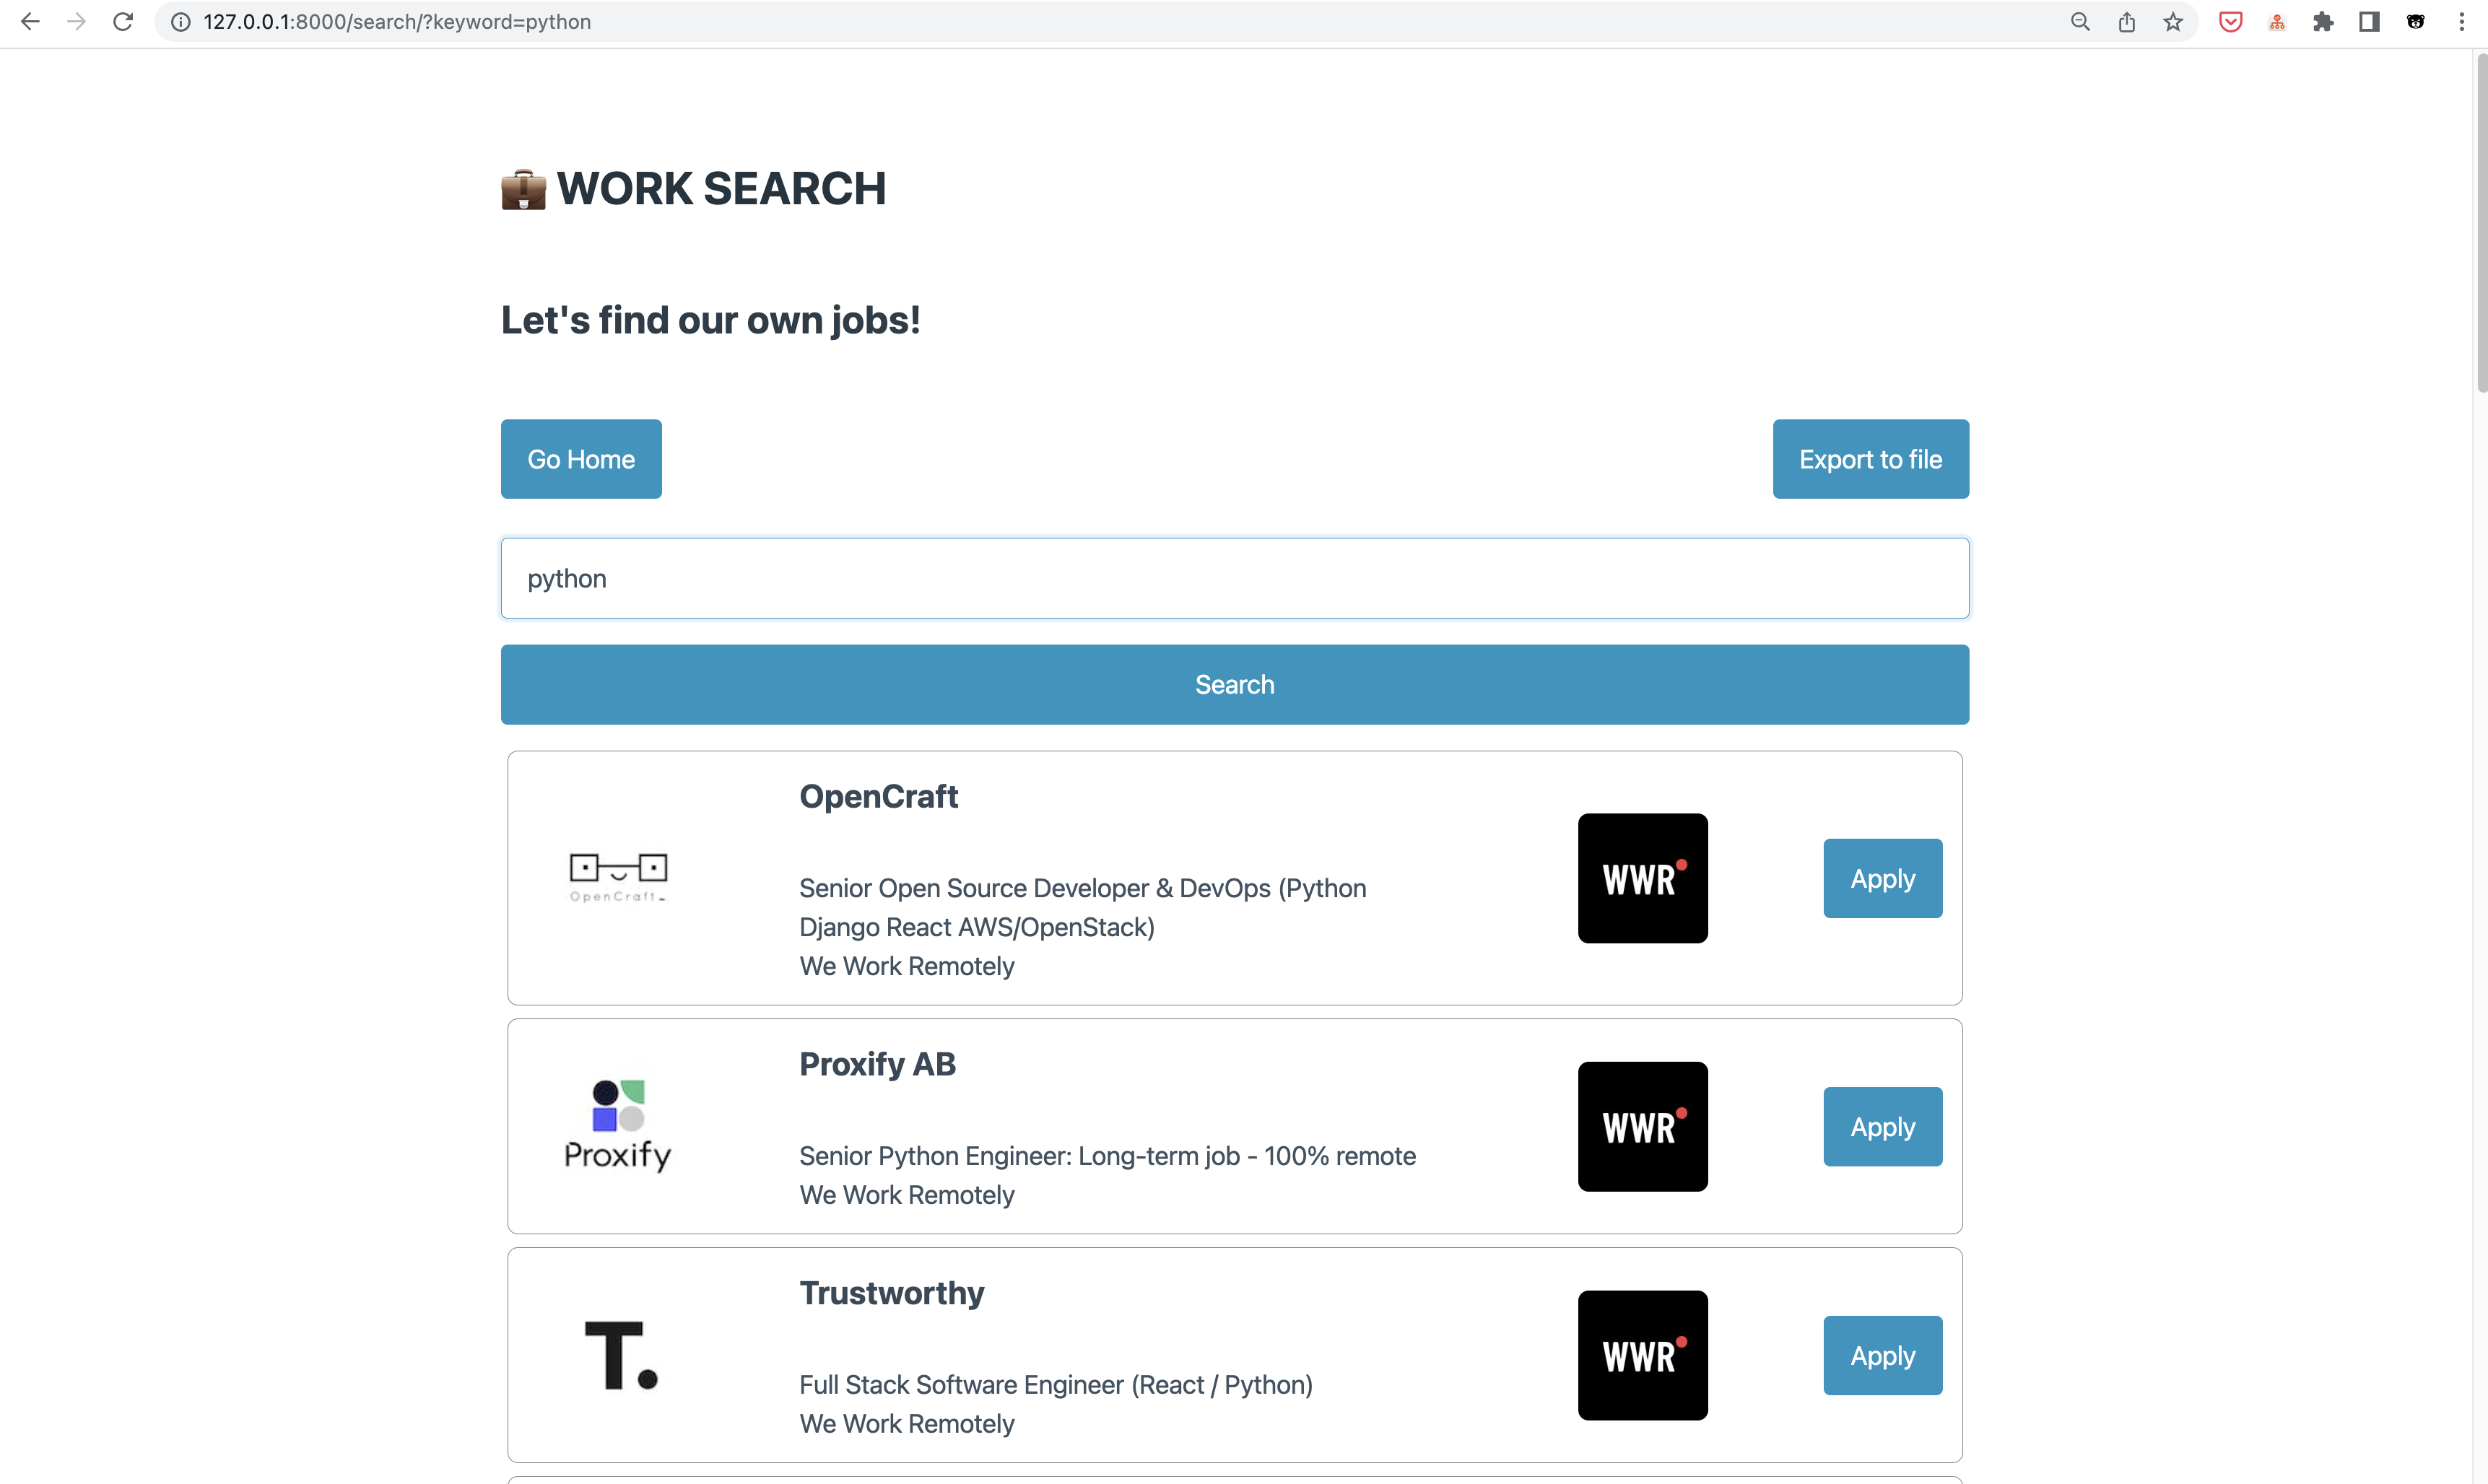 127.0.0.1:8000/search/?keyword=python
WORK SEARCH
Let's find our own jobs!
Go Home
Export to file
python
Search
OpenCraft
OpenCraft
Senior Open Source Developer & DevOps (Python
Django React AWS/OpenStack)
We Work Remotely
WWR
Apply
Proxify AB
Proxify
Senior Python Engineer: Long-term job - 100% remote
We Work Remotely
WWR
Apply
Trustworthy
T.
Full Stack Software Engineer (React / Python)
We Work Remotely
WWR
Apply